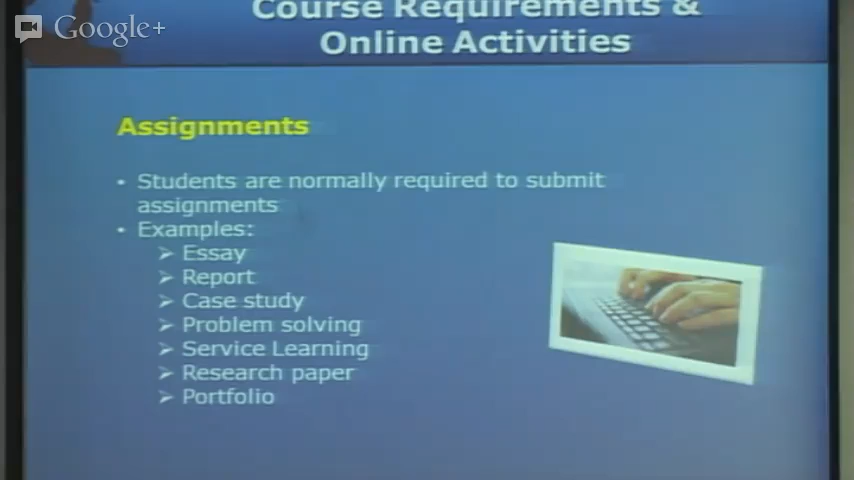 Google+
Course Requirements &
Online Activities
Assignments
• Students are normally required to submit
assignments
• Examples:
➢ Essay
➢ Report
➢ Case study
➢ Problem solving
➢ Service Learning
➢ Research paper
➢ Portfolio